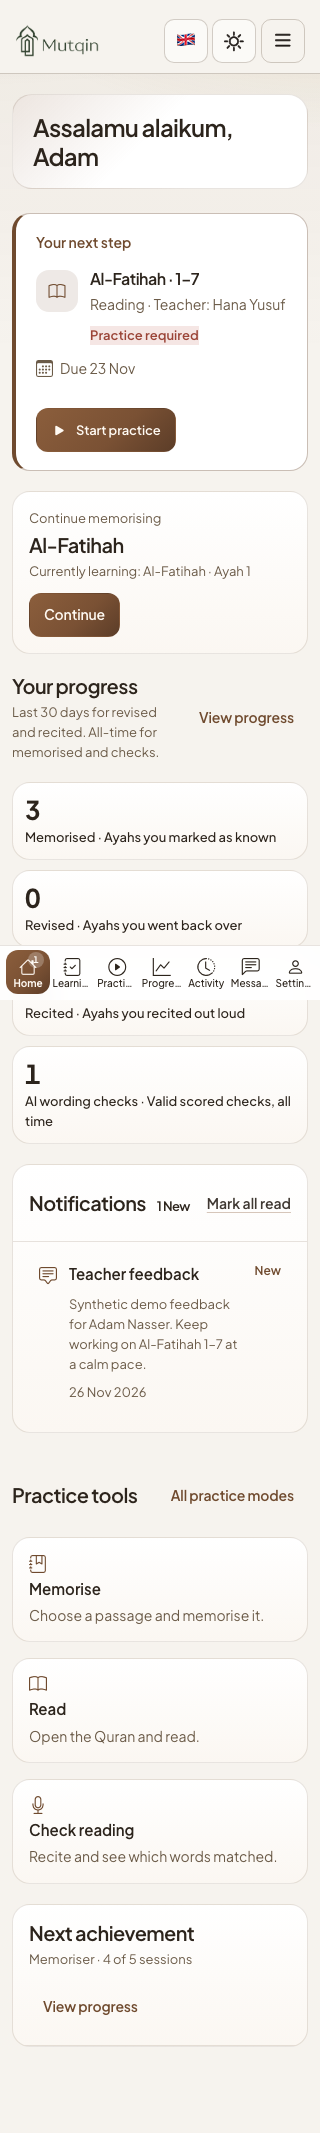 Mutqin
Assalamu alaikum,
Adam
Your next step
Al-Fatihah · 1–7
Reading · Teacher: Hana Yusuf
Practice required
Due 23 Nov
Start practice
Continue memorising
Al-Fatihah
Currently learning: Al-Fatihah · Ayah 1
Continue
Your progress
Last 30 days for revised
and recited. All-time for
memorised and checks.
View progress
3
Memorised · Ayahs you marked as known
0
Revised · Ayahs you went back over
1
Home
Learni...
Practi...
Progre...
Activity
Messa...
Settin...
Recited · Ayahs you recited out loud
1
AI wording checks · Valid scored checks, all
time
Notifications 1 New Mark all read
Teacher feedback New
Synthetic demo feedback
for Adam Nasser. Keep
working on Al-Fatihah 1–7 at
a calm pace.
26 Nov 2026
Practice tools All practice modes
Memorise
Choose a passage and memorise it.
Read
Open the Quran and read.
Check reading
Recite and see which words matched.
Next achievement
Memoriser · 4 of 5 sessions
View progress